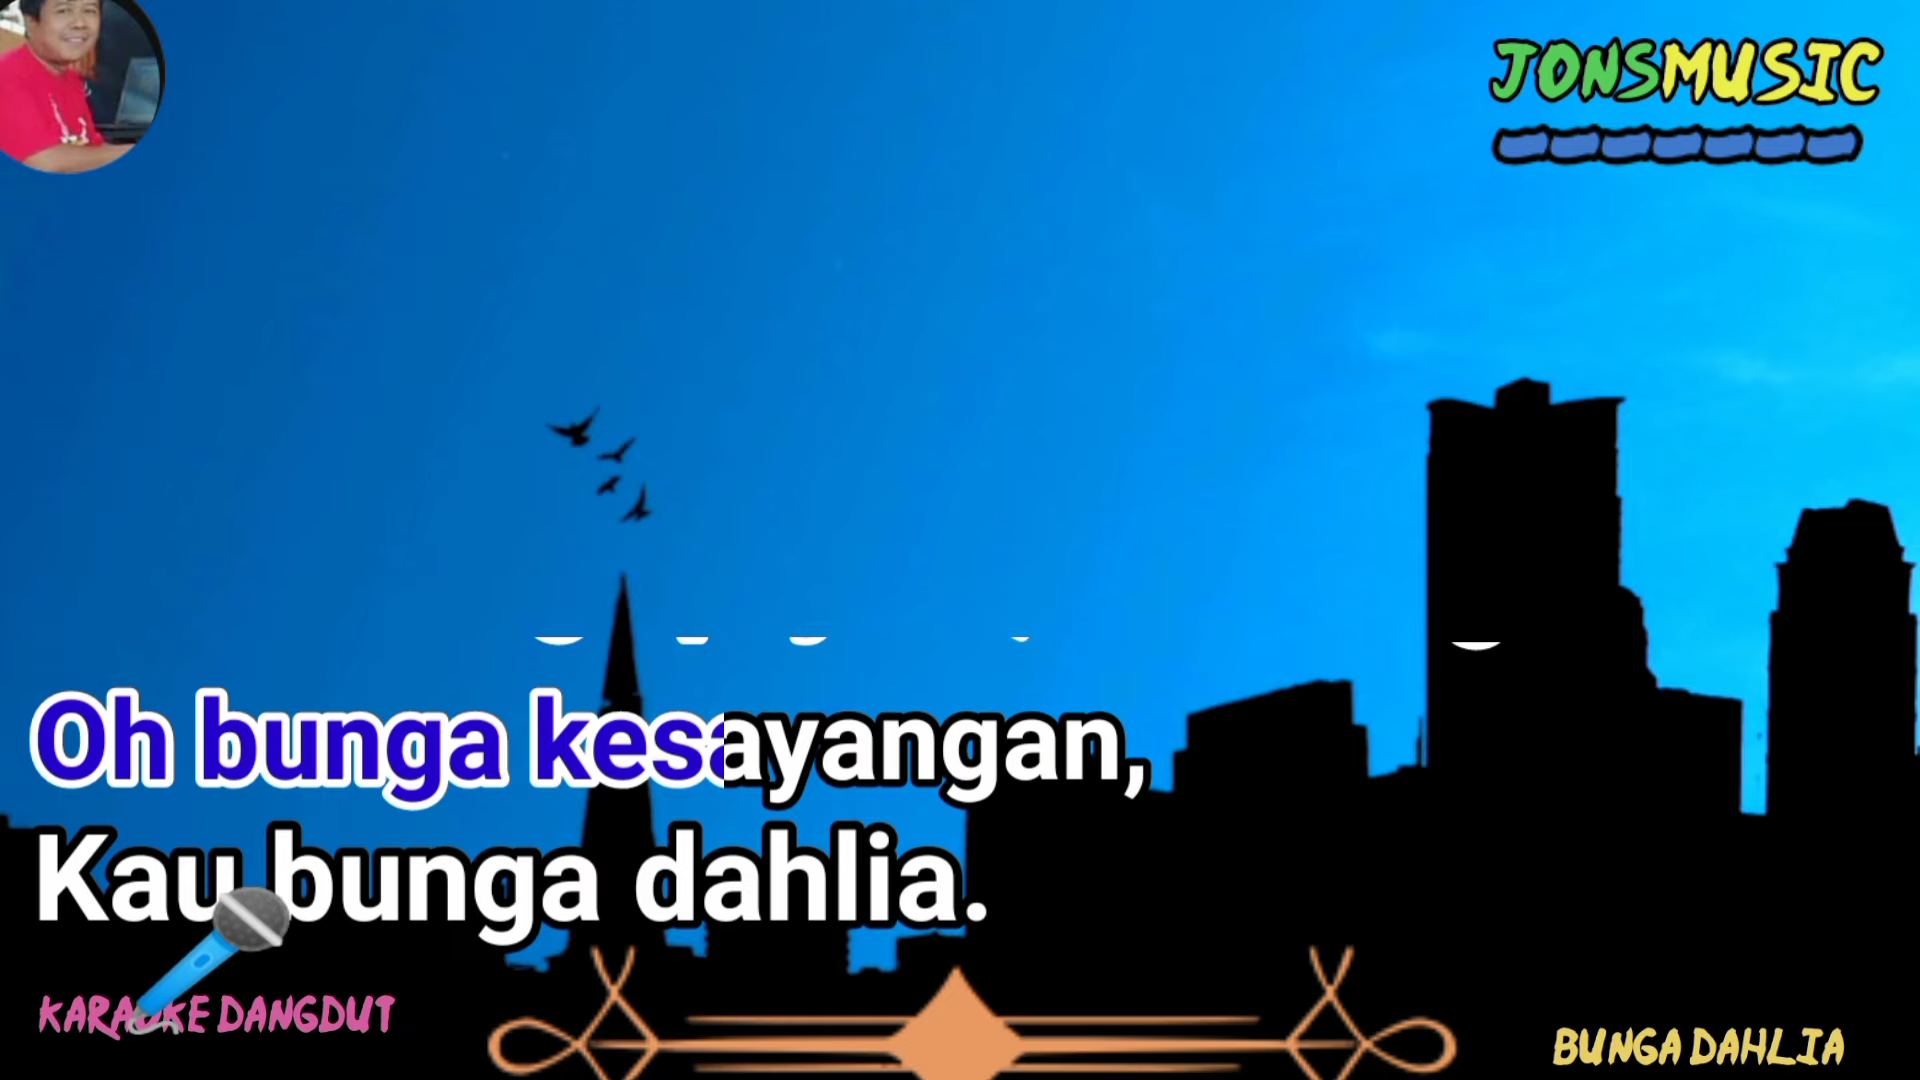 JONSMUSIC
Oh bunga kesayangan,
Kau bunga dahlia.
KARAOKE DANGDUT
BUNGA DAHLIA